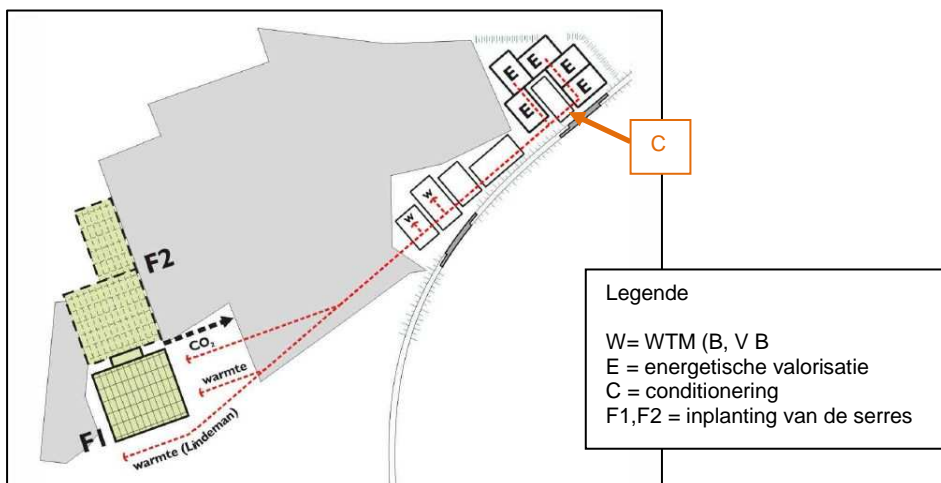 E
E
E
E
E
C
W
W
F2
CO₂
warmte
F1
warmte (Lindeman)
Legende
W= WTM (B, V B
E = energetische valorisatie
C = conditionering
F1,F2 = inplanting van de serres